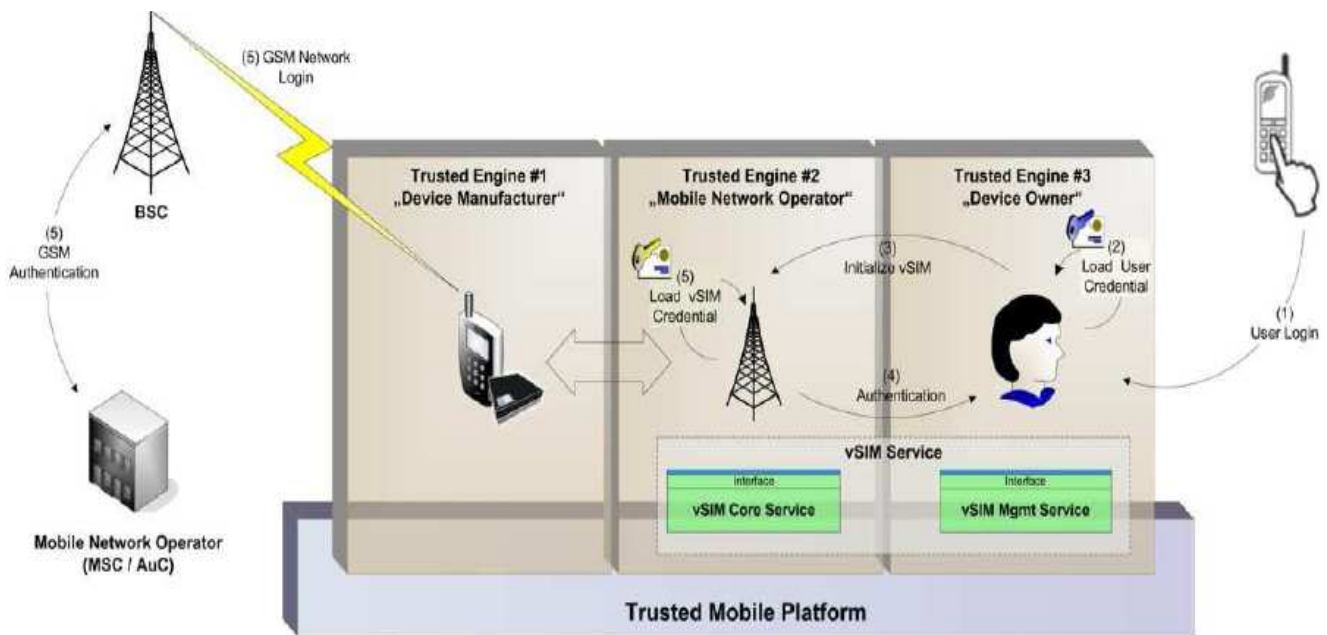 (5) GSM Network
Login
BSC
(5)
GSM
Authentication
Mobile Network Operator
(MSC / AuC)
Trusted Engine #1
„Device Manufacturer“
Trusted Engine #2
„Mobile Network Operator“
Trusted Engine #3
„Device Owner“
(3)
Initialize vSIM
(2)
Load User
Credential
(5)
Load vSIM
Credential
(1)
User Login
(4)
Authentication
vSIM Service
Interface
vSIM Core Service
Interface
vSIM Mgmt Service
Trusted Mobile Platform